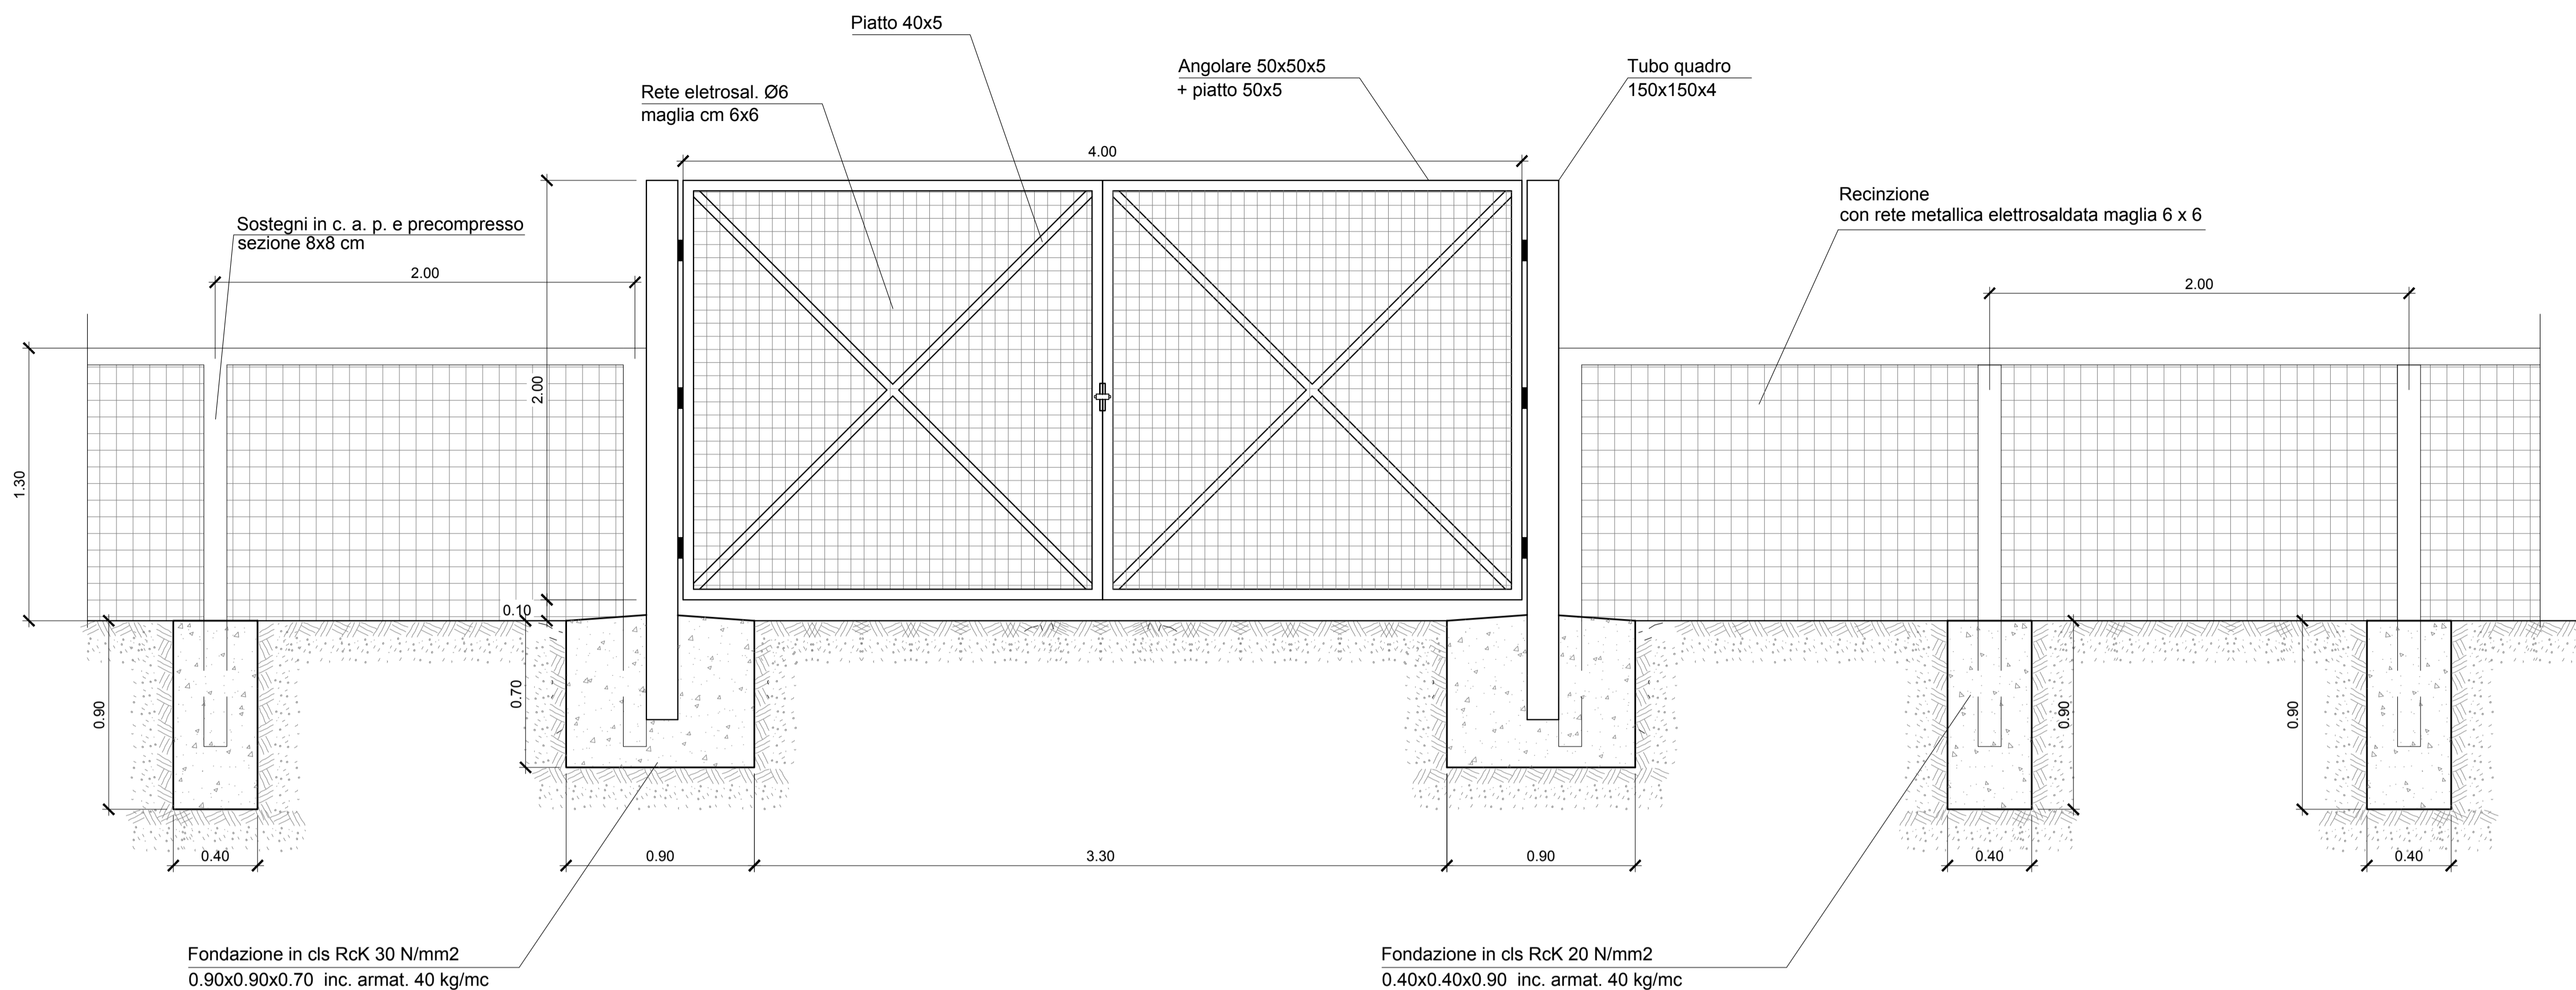 Piatto 40x5
Angolare 50x50x5
+ piatto 50x5
Tubo quadro
150x150x4
Rete eletrosal. Ø6
maglia cm 6x6
4.00
Recinzione
con rete metallica elettrosaldata maglia 6 x 6
Sostegni in c. a. p. e precompresso
sezione 8x8 cm
2.00
2.00
2.00
1.30
0.10
0.70
0.90
0.90
0.90
0.40
0.90
3.30
0.90
0.40
0.40
Fondazione in cls RcK 30 N/mm2
0.90x0.90x0.70 inc. armat. 40 kg/mc
Fondazione in cls RcK 20 N/mm2
0.40x0.40x0.90 inc. armat. 40 kg/mc